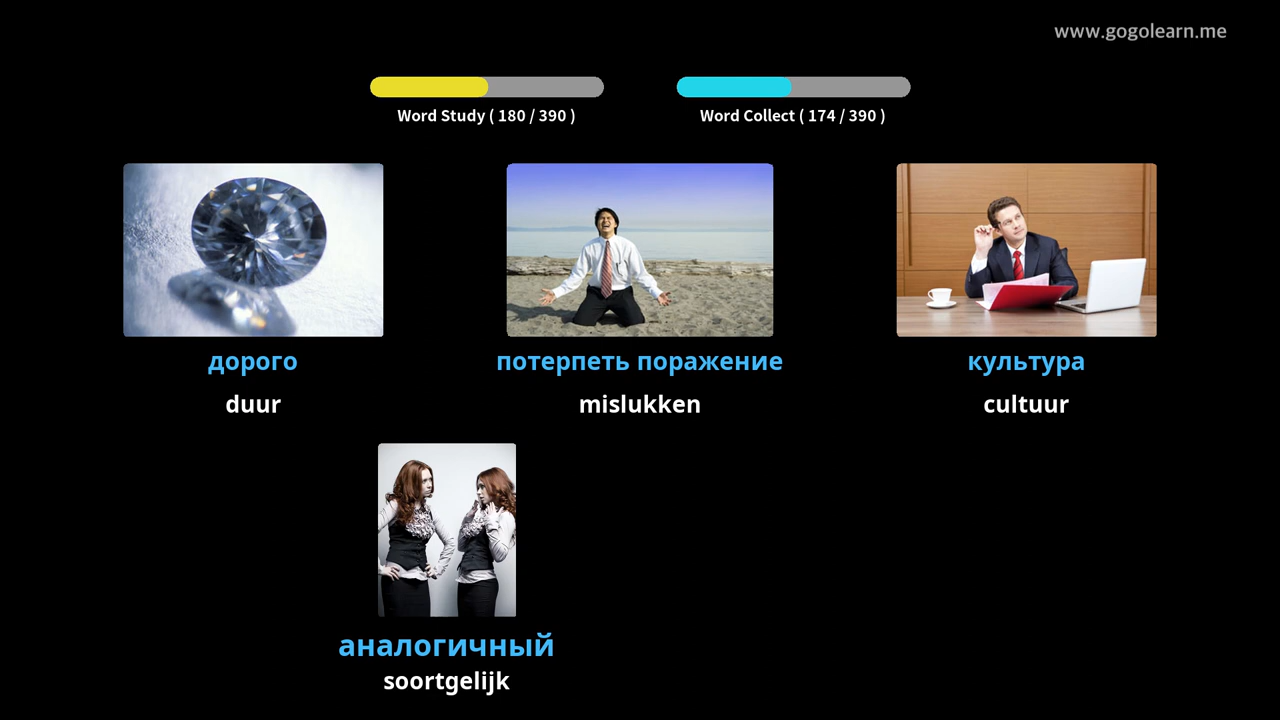 www.gogolearn.me
Word Study ( 180 / 390 )
Word Collect ( 174 / 390 )
дорого
потерпеть поражение
культура
duur
mislukken
cultuur
аналогичный
soortgelijk